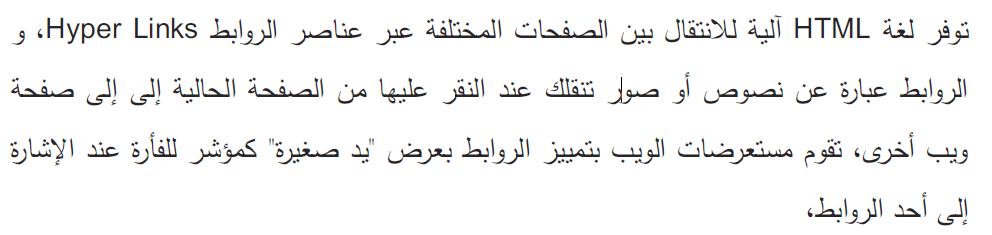 توفر لغة HTML آلية للانتقال بين الصفحات المختلفة عبر عناصر الروابط Hyper Links، و
الروابط عبارة عن نصوص أو صور تنقلك عند النقر عليها من الصفحة الحالية إلى إلى صفحة
ويب أخرى، تقوم مستعرضات الويب بتمييز الروابط بعرض "يد صغيرة" كمؤشر للفأرة عند الإشارة
إلى أحد الروابط،